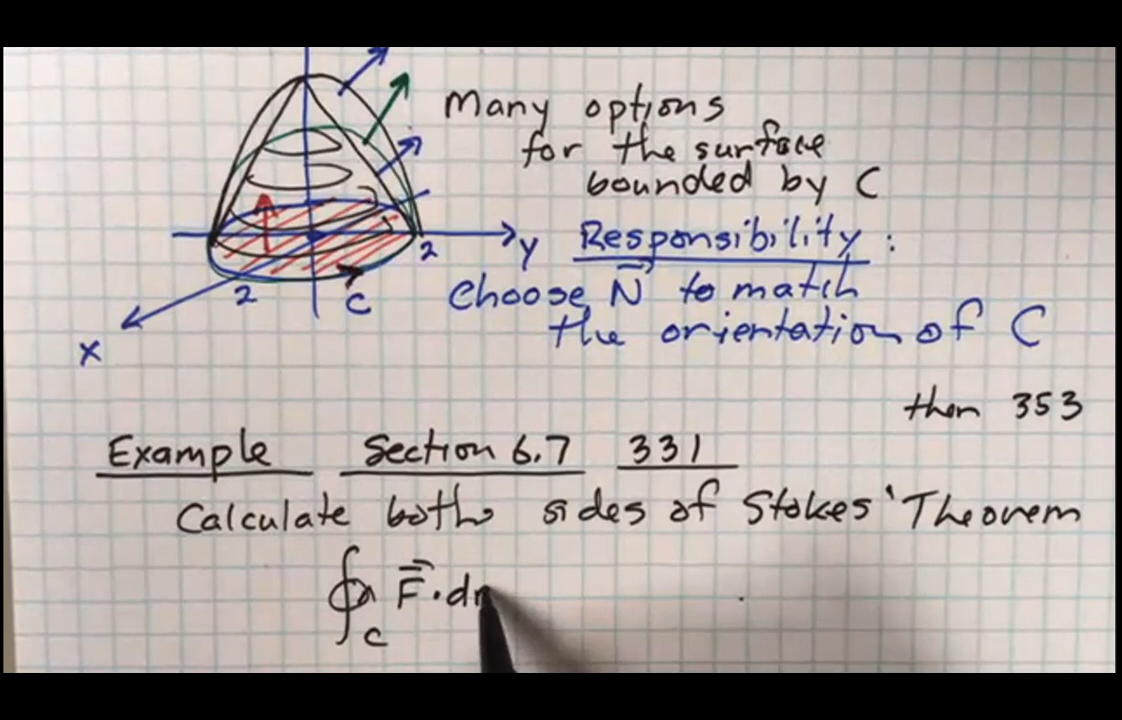 Many options
for the surface
bounded by C
2
y
Responsibility:
2
C
Choose N to match
the orientation of C
x
then 353
Example Section 6.7 331
Calculate both sides of Stokes' Theorem
∮ F · dr
C